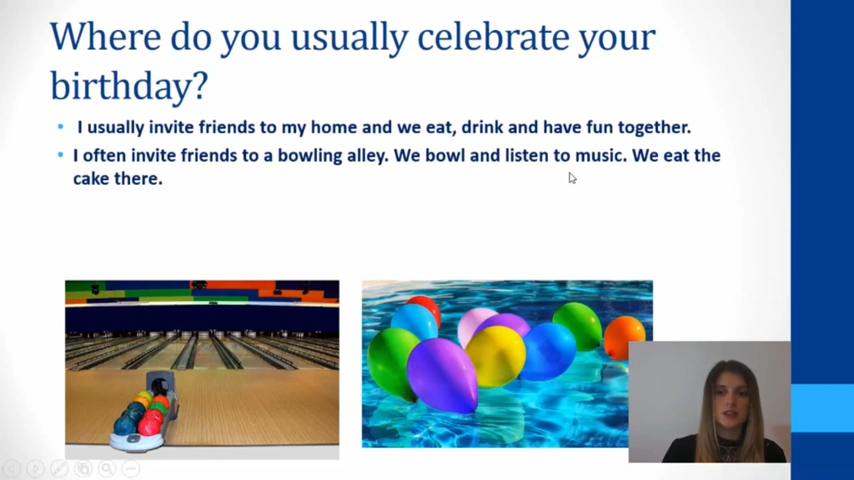 Where do you usually celebrate your
birthday?
I usually invite friends to my home and we eat, drink and have fun together.
I often invite friends to a bowling alley. We bowl and listen to music. We eat the
cake there.